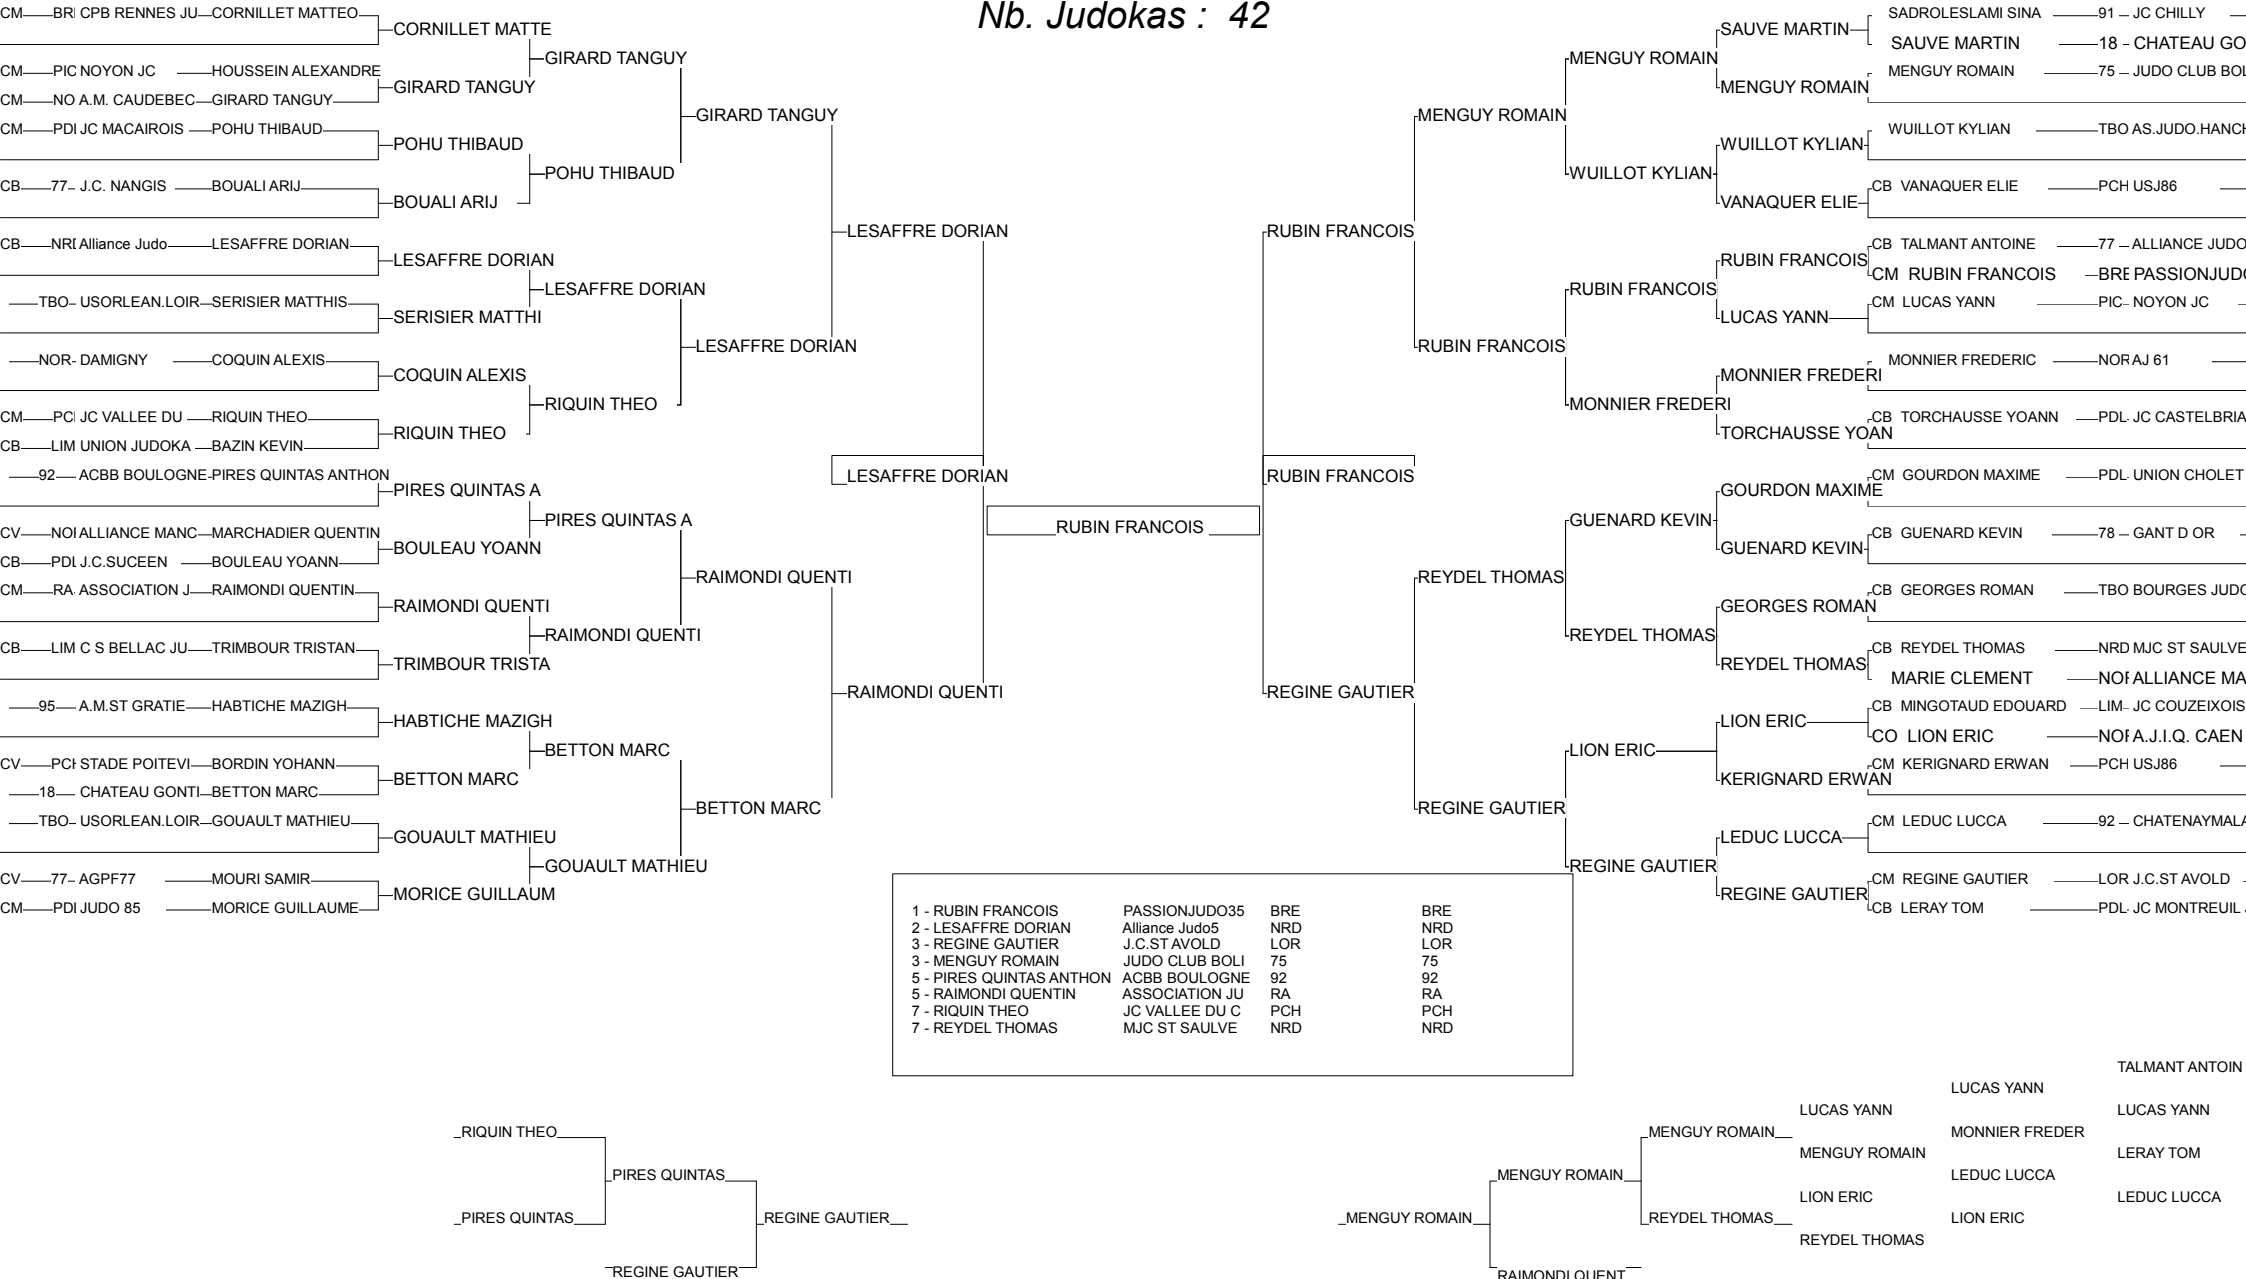 Nb. Judokas : 42
CM BRI CPB RENNES JU CORNILLET MATTEO
CM PIC NOYON JC HOUSSEIN ALEXANDRE
CM NO A.M. CAUDEBEC GIRARD TANGUY
CM PDI JC MACAIROIS POHU THIBAUD
CB 77 J.C. NANGIS BOUALI ARIJ
CB NRD Alliance Judo LESAFFRE DORIAN
TBO USORLEAN.LOIR SERISIER MATTHIS
NOR DAMIGNY COQUIN ALEXIS
CM PCI JC VALLEE DU RIQUIN THEO
CB LIM UNION JUDOKA BAZIN KEVIN
92 ACBB BOULOGNE PIRES QUINTAS ANTHON
CV NOI ALLIANCE MANC MARCHADIER QUENTIN
CB PDL J.C.SUCEEN BOULEAU YOANN
CM RA ASSOCIATION J RAIMONDI QUENTIN
CB LIM C S BELLAC JU TRIMBOUR TRISTAN
95 A.M.ST GRATIE HABTICHE MAZIGH
CV PCH STADE POITEVI BORDIN YOHANN
18 CHATEAU GONTI BETTON MARC
TBO USORLEAN.LOIR GOUAULT MATHIEU
CV 77 AGPF77 MOURI SAMIR
CM PDI JUDO 85 MORICE GUILLAUME
CORNILLET MATTE
GIRARD TANGUY
POHU THIBAUD
BOUALI ARIJ
LESAFFRE DORIAN
SERISIER MATTHI
COQUIN ALEXIS
RIQUIN THEO
PIRES QUINTAS A
BOULEAU YOANN
RAIMONDI QUENTI
TRIMBOUR TRISTA
HABTICHE MAZIGH
BETTON MARC
GOUAULT MATHIEU
MORICE GUILLAUM
GIRARD TANGUY
POHU THIBAUD
LESAFFRE DORIAN
RIQUIN THEO
PIRES QUINTAS A
RAIMONDI QUENTI
BETTON MARC
GOUAULT MATHIEU
GIRARD TANGUY
LESAFFRE DORIAN
RAIMONDI QUENTI
BETTON MARC
LESAFFRE DORIAN
LESAFFRE DORIAN
RAIMONDI QUENTI
RUBIN FRANCOIS
RUBIN FRANCOIS
RUBIN FRANCOIS
REGINE GAUTIER
MENGUY ROMAIN
RUBIN FRANCOIS
REYDEL THOMAS
REGINE GAUTIER
MENGUY ROMAIN
WUILLOT KYLIAN
RUBIN FRANCOIS
MONNIER FREDERI
GUENARD KEVIN
REYDEL THOMAS
LION ERIC
REGINE GAUTIER
SAUVE MARTIN
MENGUY ROMAIN
WUILLOT KYLIAN
VANAQUER ELIE
RUBIN FRANCOIS
LUCAS YANN
MONNIER FREDERI
TORCHAUSSE YOAN
GOURDON MAXIME
GUENARD KEVIN
GEORGES ROMAN
REYDEL THOMAS
LION ERIC
KERIGNARD ERWAN
LEDUC LUCCA
REGINE GAUTIER
SADROLESLAMI SINA 91 JC CHILLY
SAUVE MARTIN 18 CHATEAU GO
MENGUY ROMAIN 75 JUDO CLUB BOL
WUILLOT KYLIAN TBO AS.JUDO.HANCH
CB VANAQUER ELIE PCH USJ86
CB TALMANT ANTOINE 77 ALLIANCE JUDO
CM RUBIN FRANCOIS BRE PASSIONJUDO
CM LUCAS YANN PIC NOYON JC
MONNIER FREDERIC NOR AJ 61
CB TORCHAUSSE YOANN PDL JC CASTELBRIA
CM GOURDON MAXIME PDL UNION CHOLET
CB GUENARD KEVIN 78 GANT D OR
CB GEORGES ROMAN TBO BOURGES JUDO
CB REYDEL THOMAS NRD MJC ST SAULVE
MARIE CLEMENT NOR ALLIANCE MA
CB MINGOTAUD EDOUARD LIM JC COUZEIXOIS
CO LION ERIC NOR A.J.I.Q. CAEN
CM KERIGNARD ERWAN PCH USJ86
CM LEDUC LUCCA 92 CHATENAYMALA
CM REGINE GAUTIER LOR J.C.ST AVOLD
CB LERAY TOM PDL JC MONTREUIL J
1 - RUBIN FRANCOIS PASSIONJUDO35 BRE BRE
2 - LESAFFRE DORIAN Alliance Judo5 NRD NRD
3 - REGINE GAUTIER J.C.ST AVOLD LOR LOR
3 - MENGUY ROMAIN JUDO CLUB BOLI 75 75
5 - PIRES QUINTAS ANTHON ACBB BOULOGNE 92 92
5 - RAIMONDI QUENTIN ASSOCIATION JU RA RA
7 - RIQUIN THEO JC VALLEE DU C PCH PCH
7 - REYDEL THOMAS MJC ST SAULVE NRD NRD
RIQUIN THEO
PIRES QUINTAS
PIRES QUINTAS
REGINE GAUTIER
REGINE GAUTIER
MENGUY ROMAIN
MENGUY ROMAIN
RAIMONDI QUENT
MENGUY ROMAIN
REYDEL THOMAS
LUCAS YANN
MENGUY ROMAIN
LION ERIC
REYDEL THOMAS
LUCAS YANN
MONNIER FREDER
LEDUC LUCCA
LION ERIC
TALMANT ANTOIN
LUCAS YANN
LERAY TOM
LEDUC LUCCA